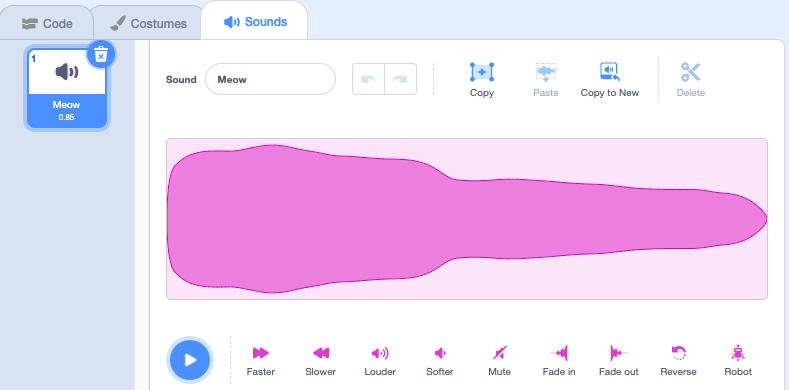 Code
Costumes
Sounds
1
Meow
0.85
Sound
Meow
Copy
Paste
Copy to New
Delete
Faster
Slower
Louder
Softer
Mute
Fade in
Fade out
Reverse
Robot